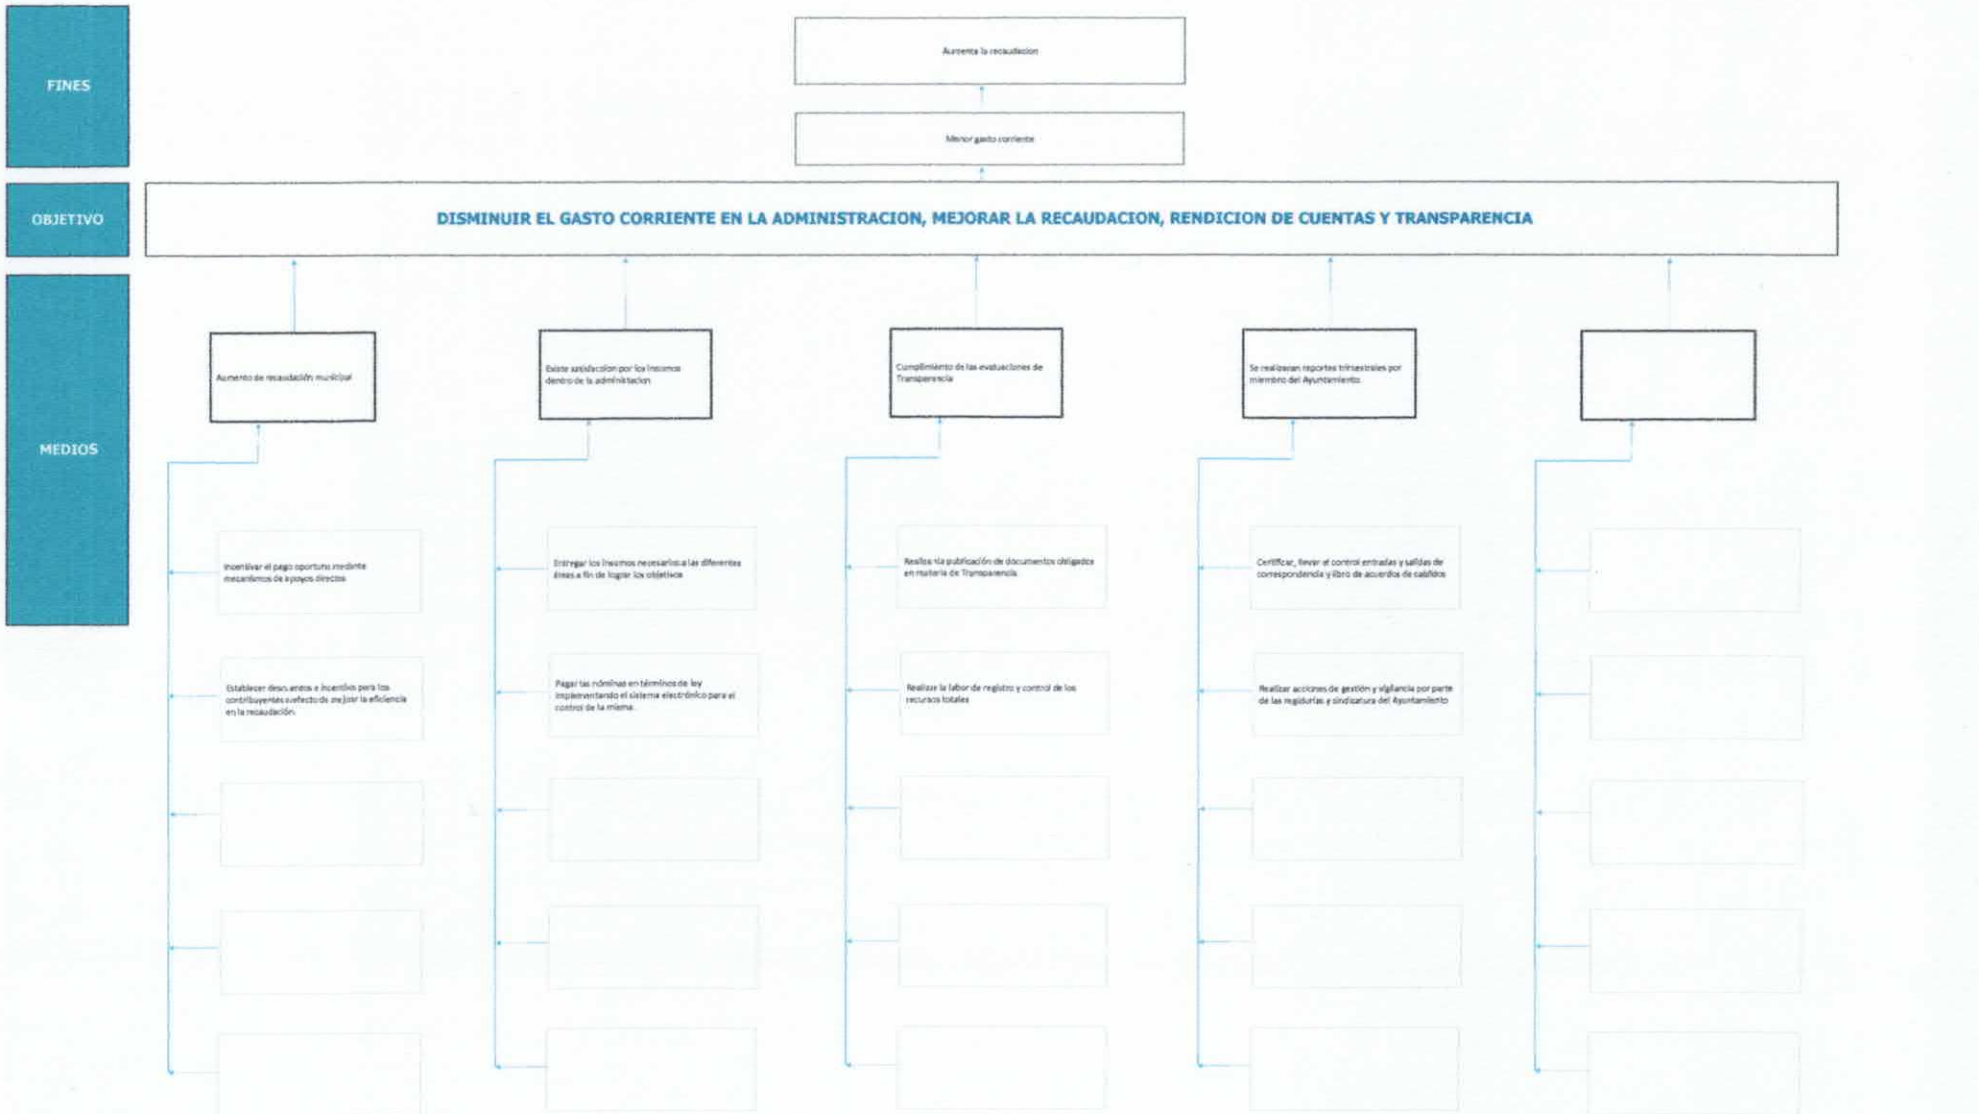 FINES
Aumenta la recaudacion
Menor gasto corriente
OBJETIVO
DISMINUIR EL GASTO CORRIENTE EN LA ADMINISTRACION, MEJORAR LA RECAUDACION, RENDICION DE CUENTAS Y TRANSPARENCIA
MEDIOS
Aumento de recaudación municipal
Existe satisfaccion por los insumos
dentro de la administacion
Cumplimiento de las evaluaciones de
Transparencia
Se realizaran reportes trimestrales por
miembro del Ayuntamiento.
Incentivar el pago oportuno mediante
mecanismos de apoyos directos
Entregar los insumos necesarios a las diferentes
áreas a fin de lograr los objetivos
Realiza la publicación de documentos obligados
en materia de Transparencia.
Certificar, llevar el control entradas y salidas de
correspondencia y libro de acuerdos de cabildos
Establecer descuentos e incentivo para los
contribuyentes a efecto de mejorar la eficiencia
en la recaudación.
Pagar las nóminas en términos de ley
implementando el sistema electrónico para el
control de la misma.
Realizar la labor de registro y control de los
recursos totales
Realizar acciones de gestión y vigilancia por parte
de las regidurías y sindicatura del Ayuntamiento